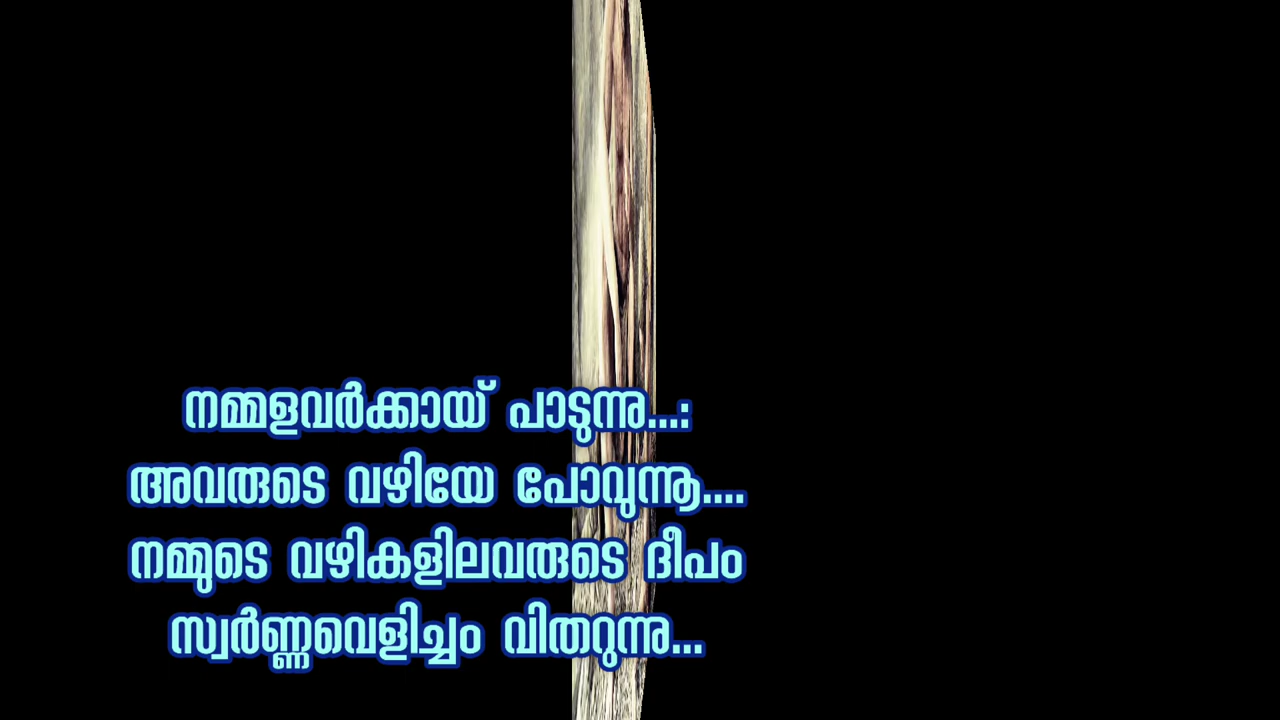 നമ്മളവർക്കായ് പാടുന്നു...:
അവരുടെ വഴിയേ പോവുന്നൂ....
നമ്മുടെ വഴികളിലവരുടെ ദീപം
സ്വർണ്ണവെളിച്ചം വിതറുന്നു...